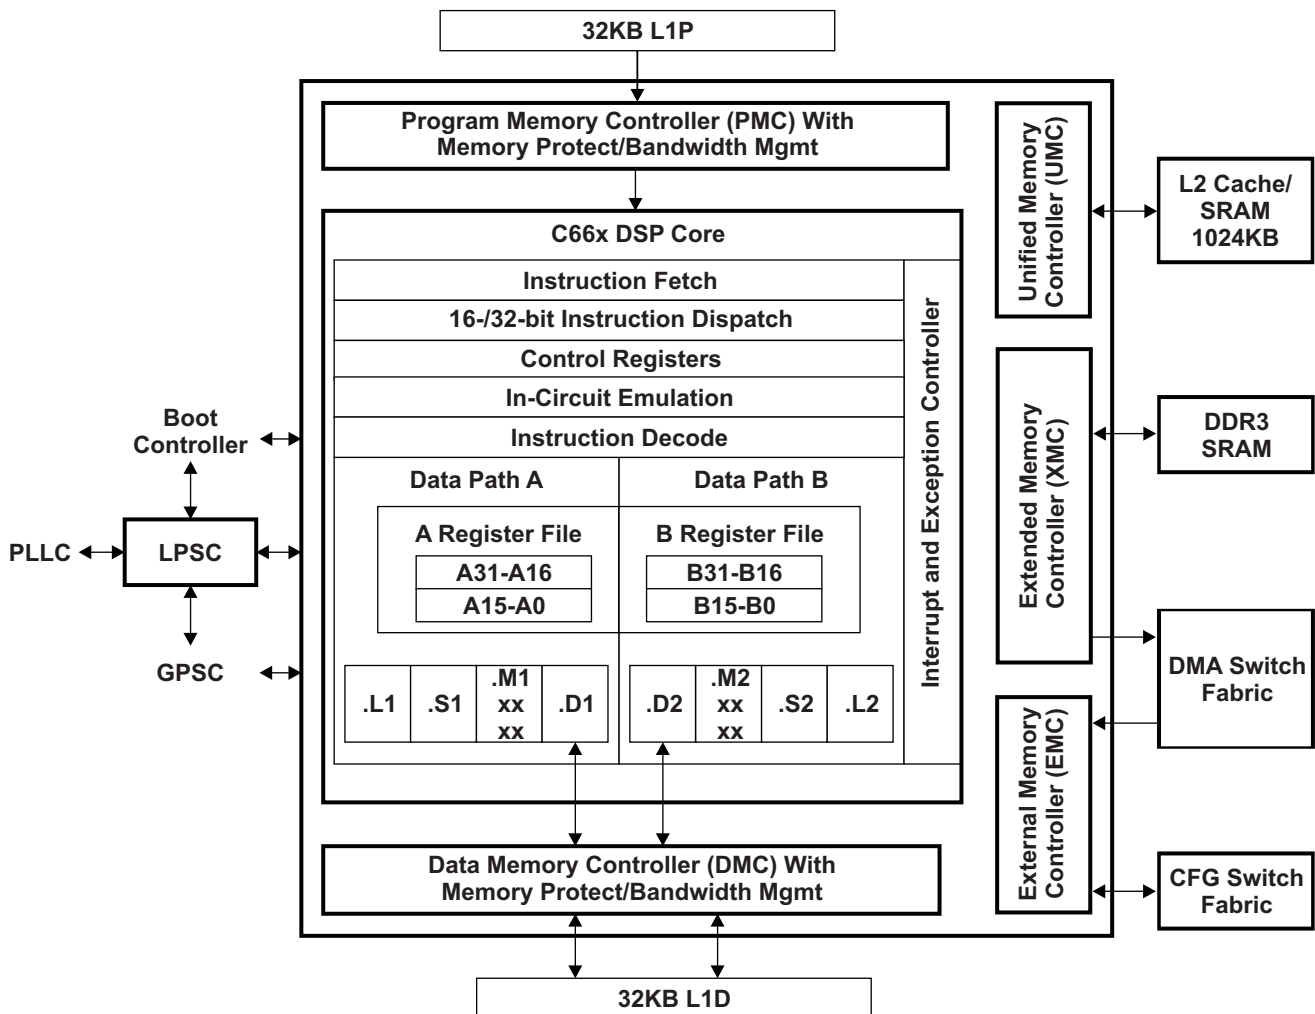 32KB L1P
Program Memory Controller (PMC) With
Memory Protect/Bandwidth Mgmt
C66x DSP Core
Instruction Fetch
16-/32-bit Instruction Dispatch
Control Registers
In-Circuit Emulation
Instruction Decode
Data Path A
Data Path B
A Register File
B Register File
A31-A16
B31-B16
A15-A0
B15-B0
.L1
.S1
.M1
xx
xx
.D1
.D2
.M2
xx
xx
.S2
.L2
Interrupt and Exception Controller
Data Memory Controller (DMC) With
Memory Protect/Bandwidth Mgmt
32KB L1D
Boot
Controller
PLLC
LPSC
GPSC
Unified Memory
Controller (UMC)
Extended Memory
Controller (XMC)
External Memory
Controller (EMC)
L2 Cache/
SRAM
1024KB
DDR3
SRAM
DMA Switch
Fabric
CFG Switch
Fabric